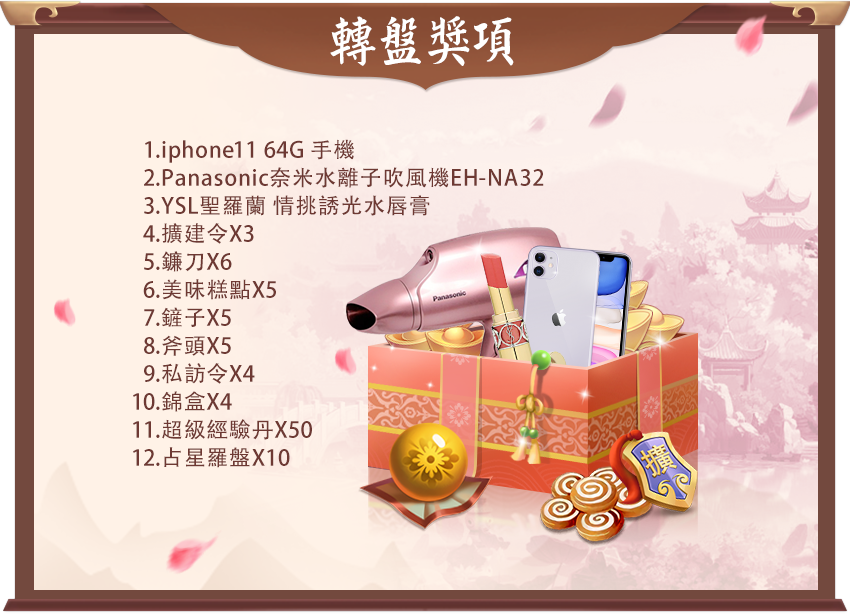 轉盤獎項
1.iphone11 64G 手機
2.Panasonic奈米水離子吹風機EH-NA32
3.YSL聖羅蘭 情挑誘光水唇膏
4.擴建令X3
5.鐮刀X6
6.美味糕點X5
7.鏟子X5
8.斧頭X5
9.私訪令X4
10.錦盒X4
11.超級經驗丹X50
12.占星羅盤X10
Panasonic
擴